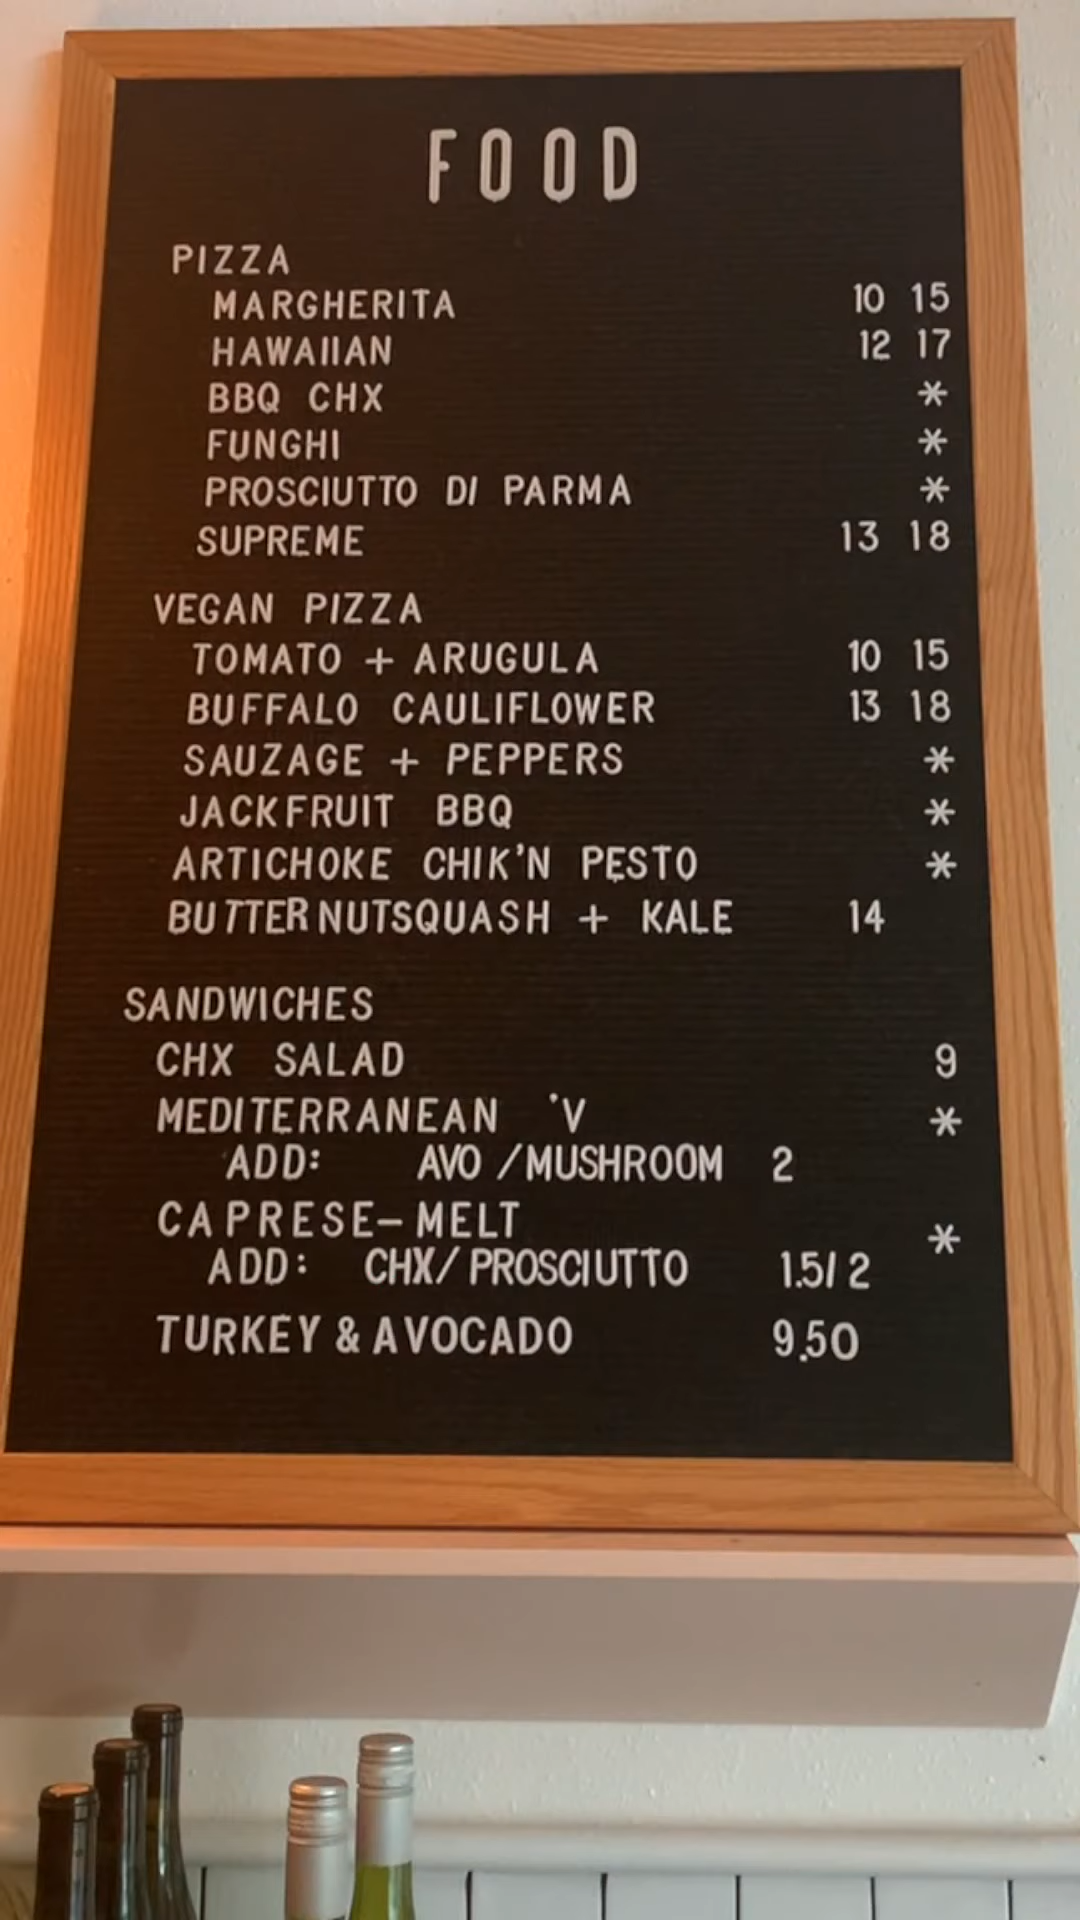 FOOD
PIZZA
MARGHERITA 10 15
HAWAIIAN 12 17
BBQ CHX *
FUNGHI *
PROSCIUTTO DI PARMA *
SUPREME 13 18
VEGAN PIZZA
TOMATO + ARUGULA 10 15
BUFFALO CAULIFLOWER 13 18
SAUZAGE + PEPPERS *
JACKFRUIT BBQ *
ARTICHOKE CHIK'N PESTO *
BUTTERNUTSQUASH + KALE 14
SANDWICHES
CHX SALAD 9
MEDITERRANEAN 'V *
ADD: AVO /MUSHROOM 2
CAPRESE-MELT *
ADD: CHX/PROSCIUTTO 1.5/2
TURKEY & AVOCADO 9.50